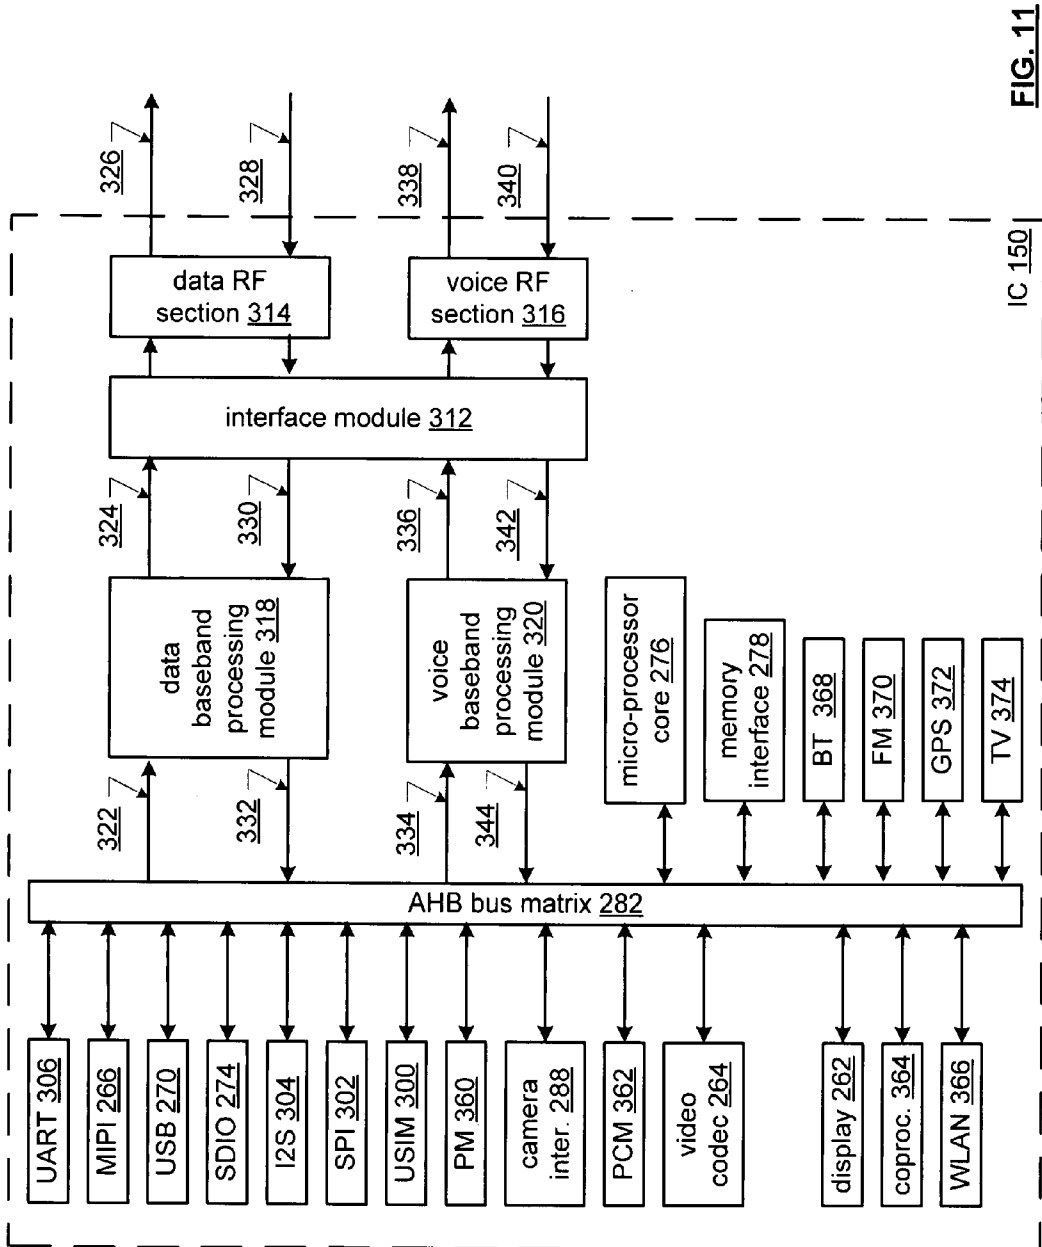 FIG. 11
326
328
338
340
IC 150
data RF
section 314
voice RF
section 316
interface module 312
324
330
336
342
data
baseband
processing
module 318
voice
baseband
processing
module 320
micro-processor
core 276
memory
interface 278
BT 368
FM 370
GPS 372
TV 374
322
332
334
344
AHB bus matrix 282
UART 306
MIPI 266
USB 270
SDIO 274
I2S 304
SPI 302
USIM 300
PM 360
camera
inter. 288
PCM 362
video
codec 264
display 262
coproc. 364
WLAN 366